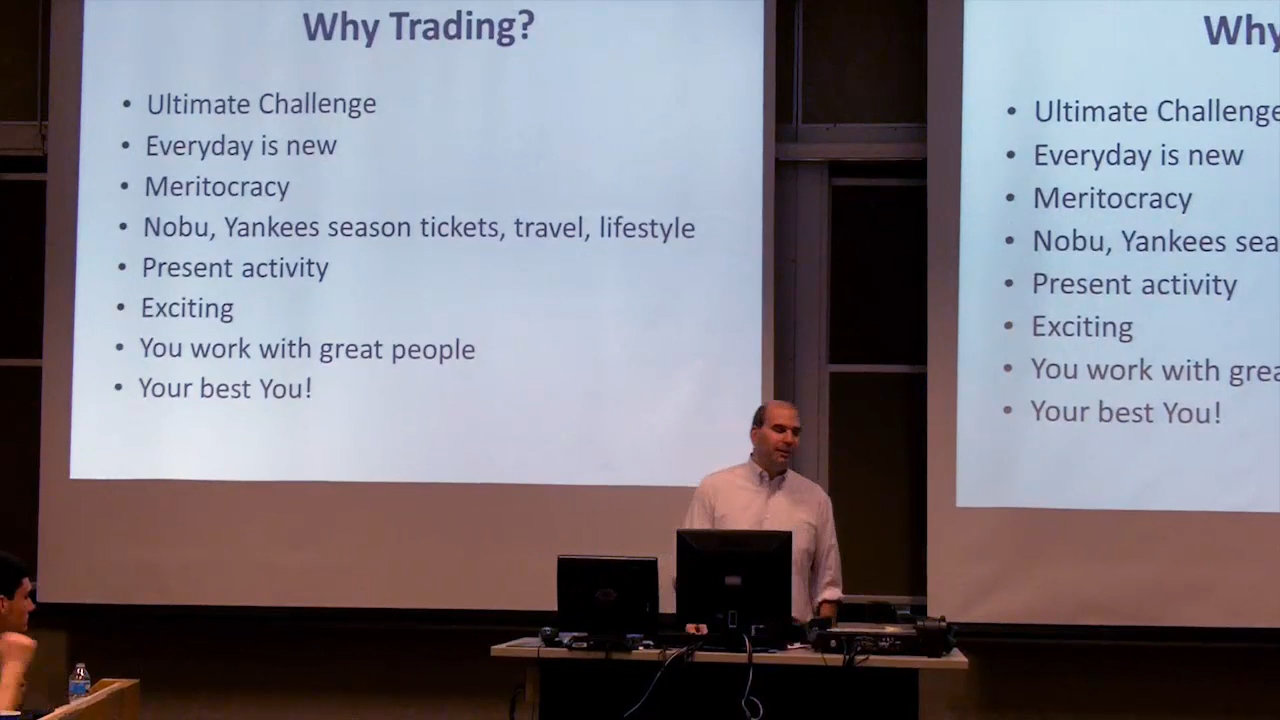 Why Trading?
• Ultimate Challenge
• Everyday is new
• Meritocracy
• Nobu, Yankees season tickets, travel, lifestyle
• Present activity
• Exciting
• You work with great people
• Your best You!
Why
• Ultimate Challenge
• Everyday is new
• Meritocracy
• Nobu, Yankees sea
• Present activity
• Exciting
• You work with grea
• Your best You!